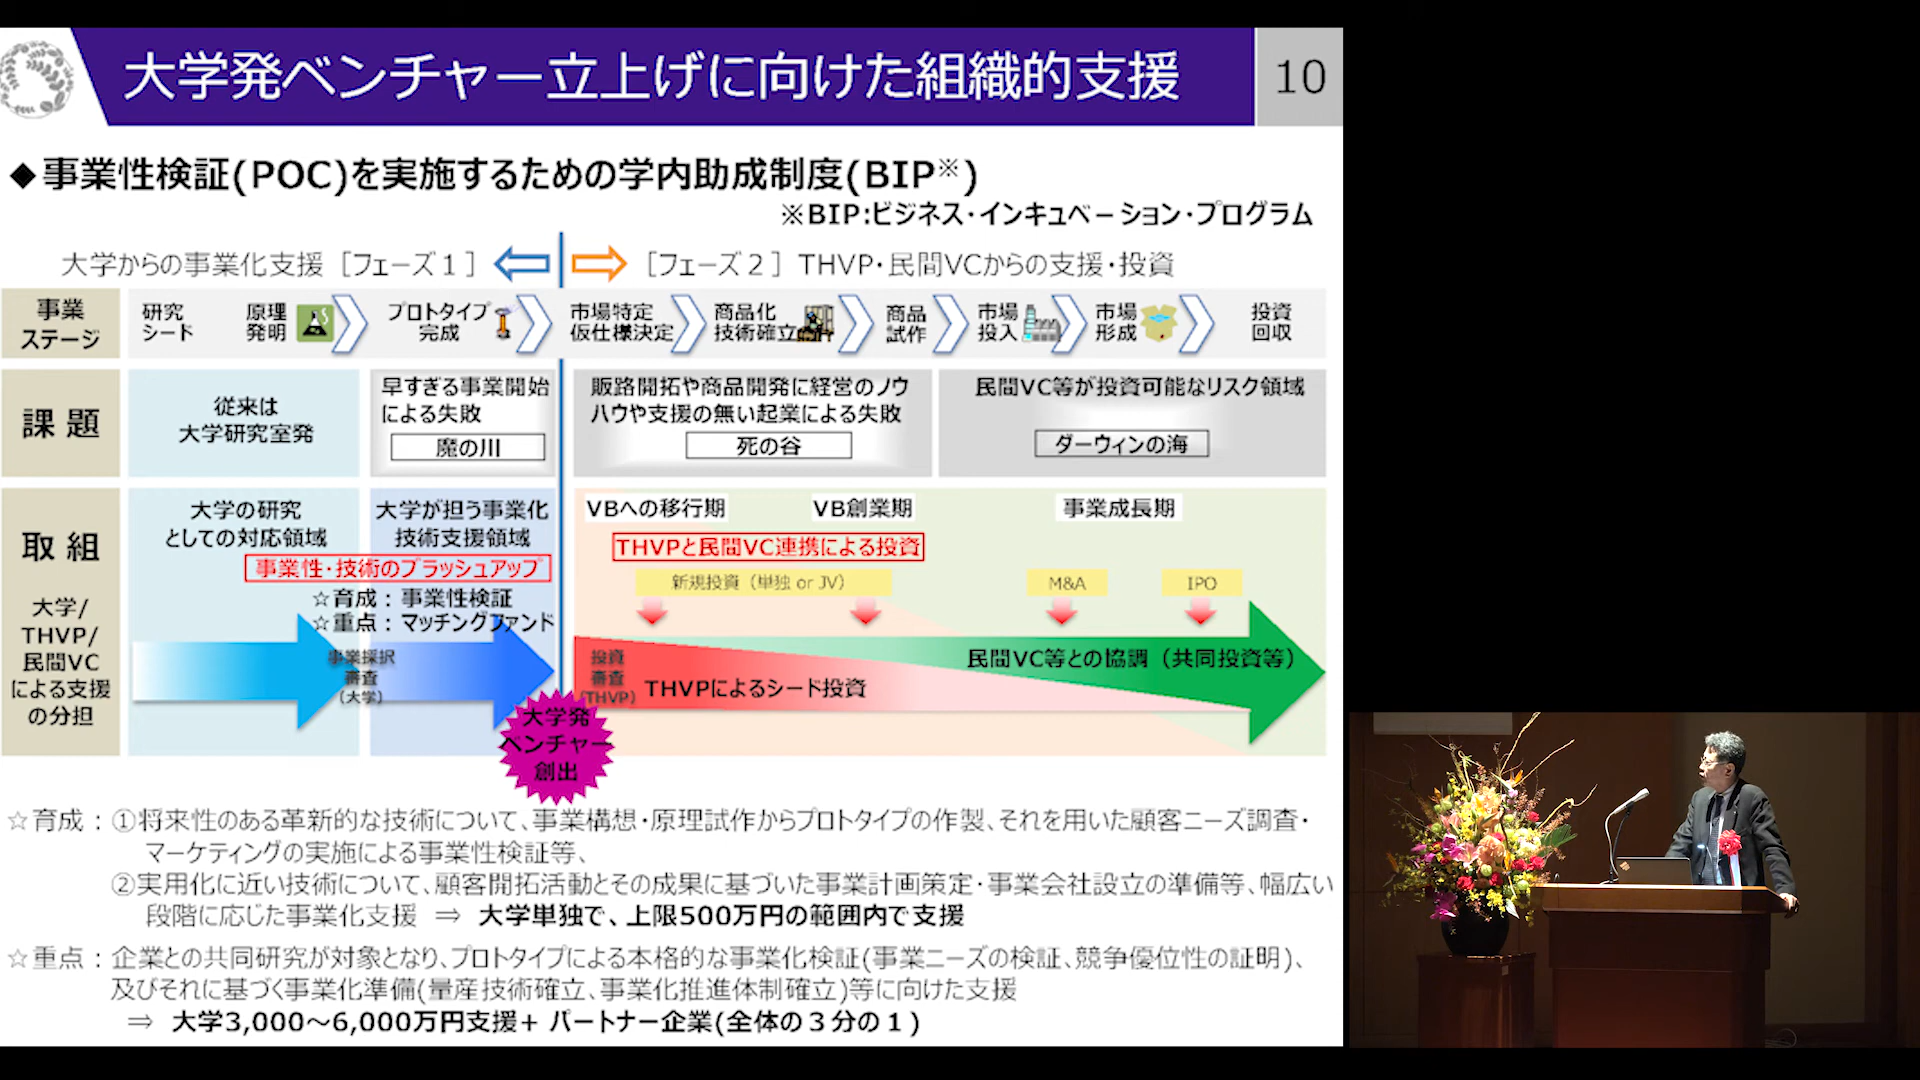 大学発ベンチャー立上げに向けた組織的支援
10
◆事業性検証(POC)を実施するための学内助成制度(BIP※)
※BIP:ビジネス・インキュベーション・プログラム
大学からの事業化支援［フェーズ１］
［フェーズ２］THVP・民間VCからの支援・投資
事業
ステージ
研究
シード
原理
発明
プロトタイプ
完成
市場特定
仮仕様決定
商品化
技術確立
商品
試作
市場
投入
市場
形成
投資
回収
課 題
従来は
大学研究室発
早すぎる事業開始
による失敗
魔の川
販路開拓や商品開発に経営のノウ
ハウや支援の無い起業による失敗
死の谷
民間VC等が投資可能なリスク領域
ダーウィンの海
取 組
大学/
THVP/
民間VC
による支援
の分担
大学の研究
としての対応領域
大学が担う事業化
技術支援領域
事業性・技術のブラッシュアップ
☆育成：事業性検証
☆重点：マッチングファンド
事業採択
審査
（大学）
大学発
ベンチャー
創出
VBへの移行期
VB創業期
事業成長期
THVPと民間VC連携による投資
新規投資（単独 or JV）
M&A
IPO
投資
審査
（THVP）
THVPによるシード投資
民間VC等との協調（共同投資等）
☆育成：①将来性のある革新的な技術について、事業構想・原理試作からプロトタイプの作製、それを用いた顧客ニーズ調査・
マーケティングの実施による事業性検証等、
②実用化に近い技術について、顧客開拓活動とその成果に基づいた事業計画策定・事業会社設立の準備等、幅広い
段階に応じた事業化支援 ⇒ 大学単独で、上限500万円の範囲内で支援
☆重点：企業との共同研究が対象となり、プロトタイプによる本格的な事業化検証(事業ニーズの検証、競争優位性の証明)、
及びそれに基づく事業化準備(量産技術確立、事業化推進体制確立)等に向けた支援
⇒ 大学3,000～6,000万円支援+ パートナー企業(全体の３分の１)